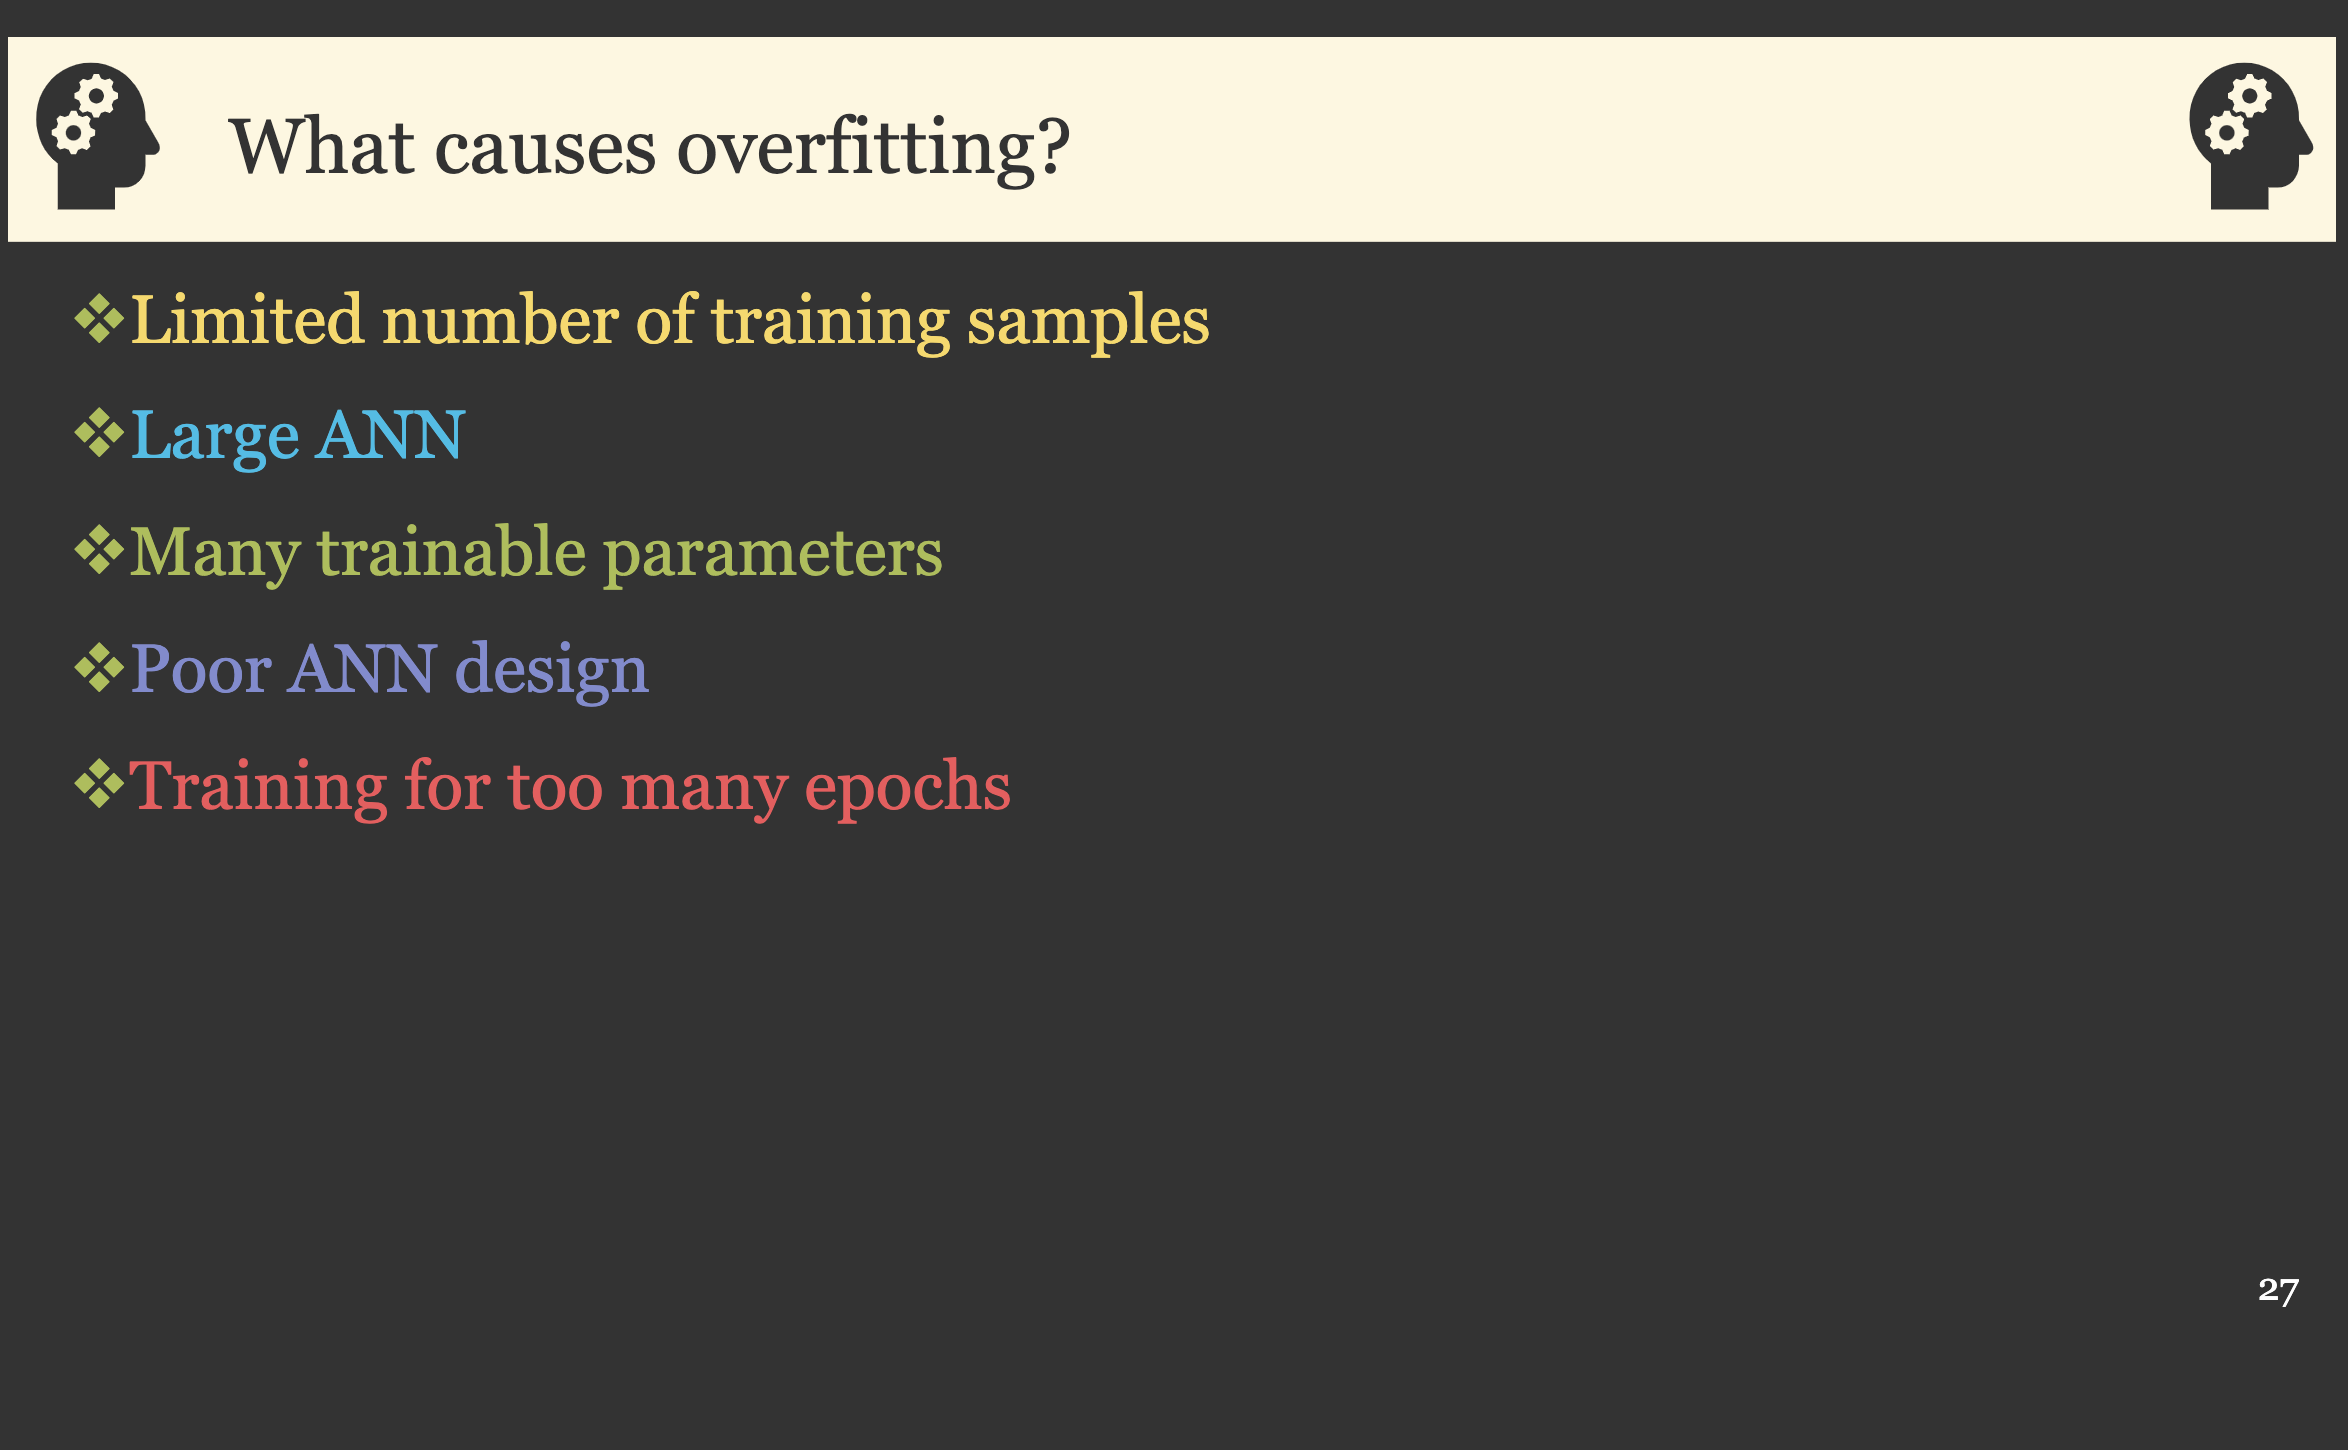 What causes overfitting?
❖Limited number of training samples
❖Large ANN
❖Many trainable parameters
❖Poor ANN design
❖Training for too many epochs
27